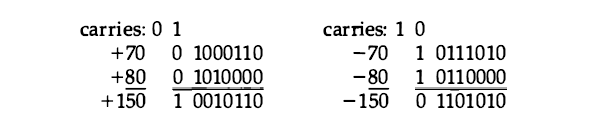 carries: 0 1 carries: 1 0
+70 0 1000110 −70 1 0111010
+80 0 1010000 −80 1 0110000
+150 1 0010110 −150 0 1101010